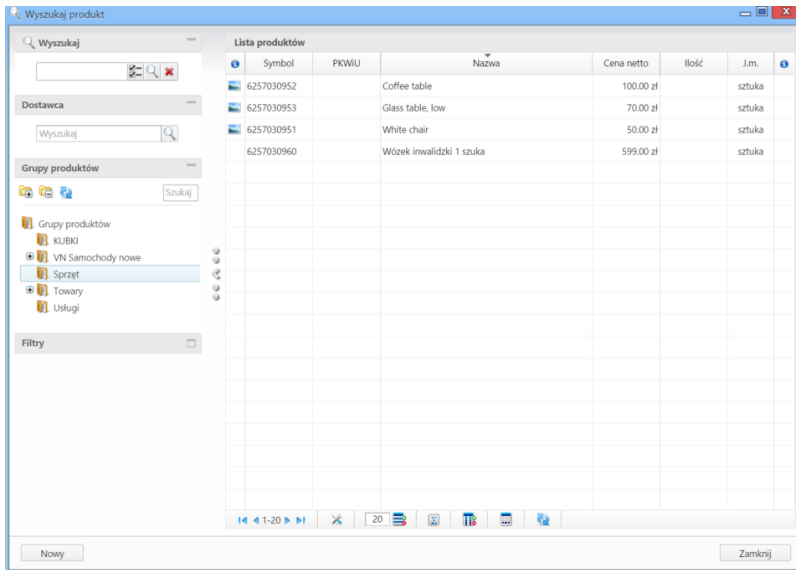 Wyszukaj produkt
Wyszukaj
Dostawca
Wyszukaj
Grupy produktów
Szukaj
Grupy produktów
KUBKI
VN Samochody nowe
Sprzęt
Towary
Usługi
Filtry
Lista produktów
Symbol PKWiU Nazwa Cena netto Ilość J.m.
6257030952 Coffee table 100.00 zł sztuka
6257030953 Glass table, low 70.00 zł sztuka
6257030951 White chair 50.00 zł sztuka
6257030960 Wózek inwalidzki 1 szuka 599.00 zł sztuka
1-20 20
Nowy Zamknij